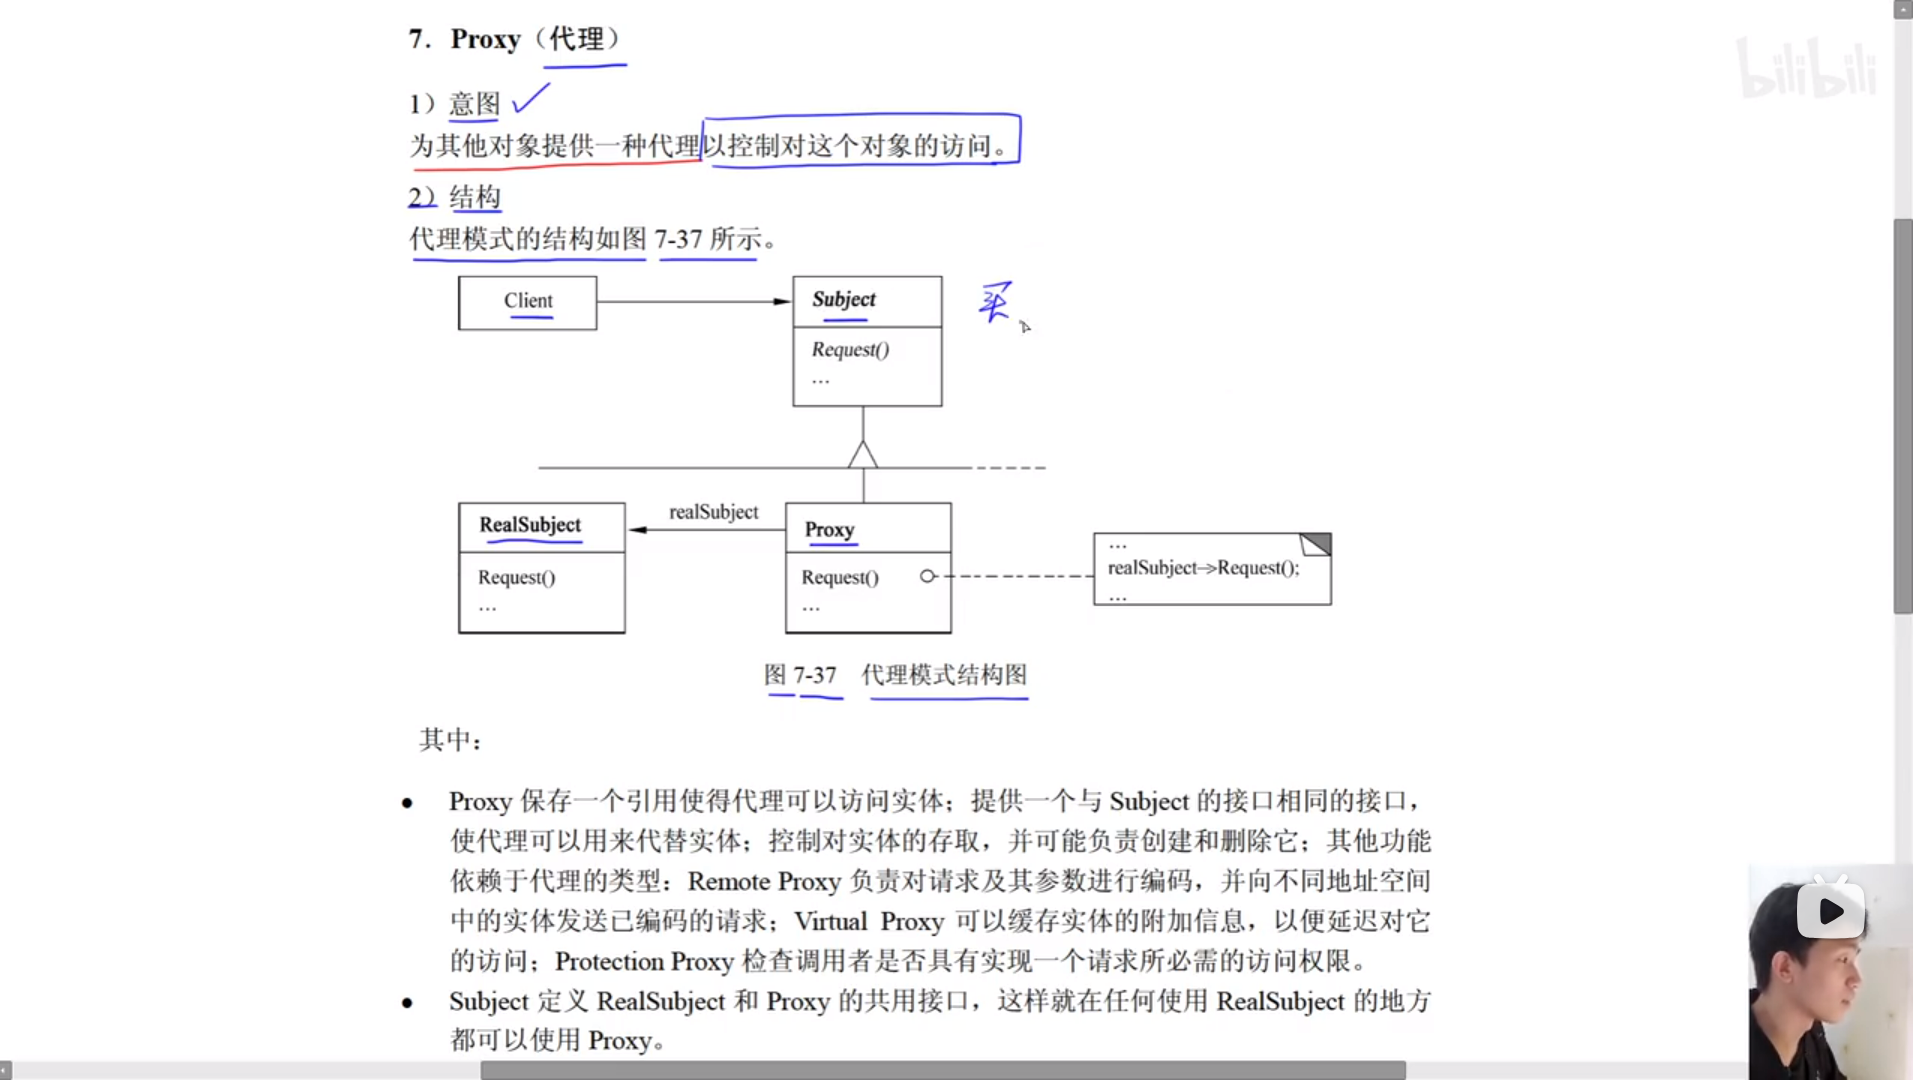 7. Proxy（代理）
bilibili
1）意图
为其他对象提供一种代理以控制对这个对象的访问。
2）结构
代理模式的结构如图 7-37 所示。
Client
Subject
买
Request()
...
RealSubject
realSubject
Proxy
Request()
...
Request()
...
...
realSubject->Request();
...
图 7-37 代理模式结构图
其中：
● Proxy 保存一个引用使得代理可以访问实体；提供一个与 Subject 的接口相同的接口，
使代理可以用来代替实体；控制对实体的存取，并可能负责创建和删除它；其他功能
依赖于代理的类型：Remote Proxy 负责对请求及其参数进行编码，并向不同地址空间
中的实体发送已编码的请求；Virtual Proxy 可以缓存实体的附加信息，以便延迟对它
的访问；Protection Proxy 检查调用者是否具有实现一个请求所必需的访问权限。
● Subject 定义 RealSubject 和 Proxy 的共用接口，这样就在任何使用 RealSubject 的地方
都可以使用 Proxy。